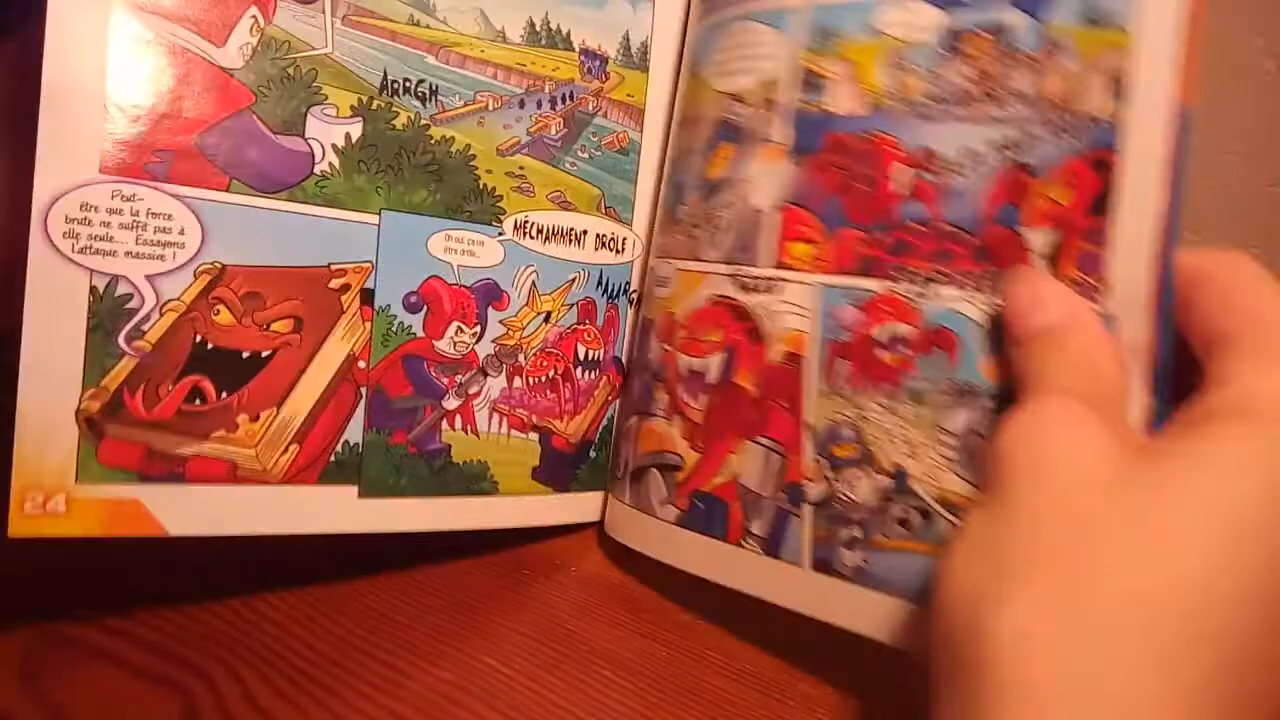 ARRGH
Peut-
être que la force
brute ne suffit pas à
elle seule... Essayons
l'attaque massive !
Oh oui, ça va
être drôle...
MÉCHAMMENT DRÔLE !
AAAARG
24